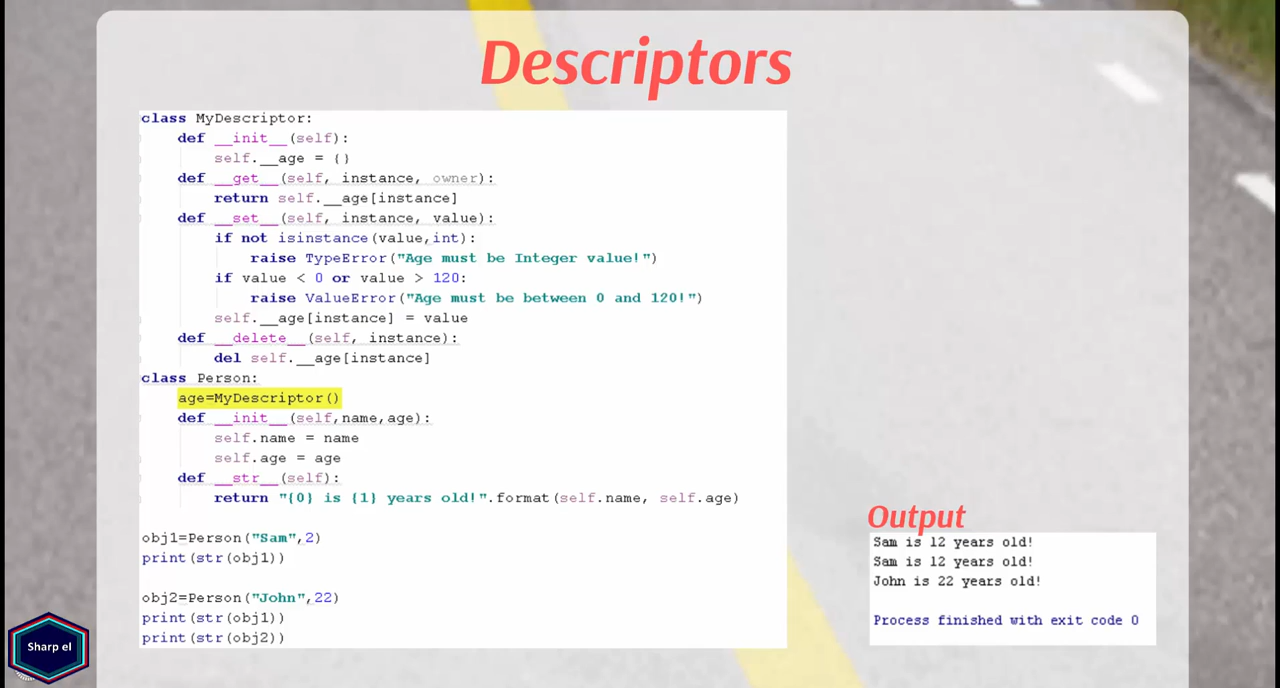 Descriptors
class MyDescriptor:
    def __init__(self):
        self.__age = {}
    def __get__(self, instance, owner):
        return self.__age[instance]
    def __set__(self, instance, value):
        if not isinstance(value,int):
            raise TypeError("Age must be Integer value!")
        if value < 0 or value > 120:
            raise ValueError("Age must be between 0 and 120!")
        self.__age[instance] = value
    def __delete__(self, instance):
        del self.__age[instance]
class Person:
    age=MyDescriptor()
    def __init__(self,name,age):
        self.name = name
        self.age = age
    def __str__(self):
        return "{0} is {1} years old!".format(self.name, self.age)
obj1=Person("Sam",2)
print(str(obj1))
obj2=Person("John",22)
print(str(obj1))
print(str(obj2))
Output
Sam is 12 years old!
Sam is 12 years old!
John is 22 years old!
Process finished with exit code 0
Sharp el